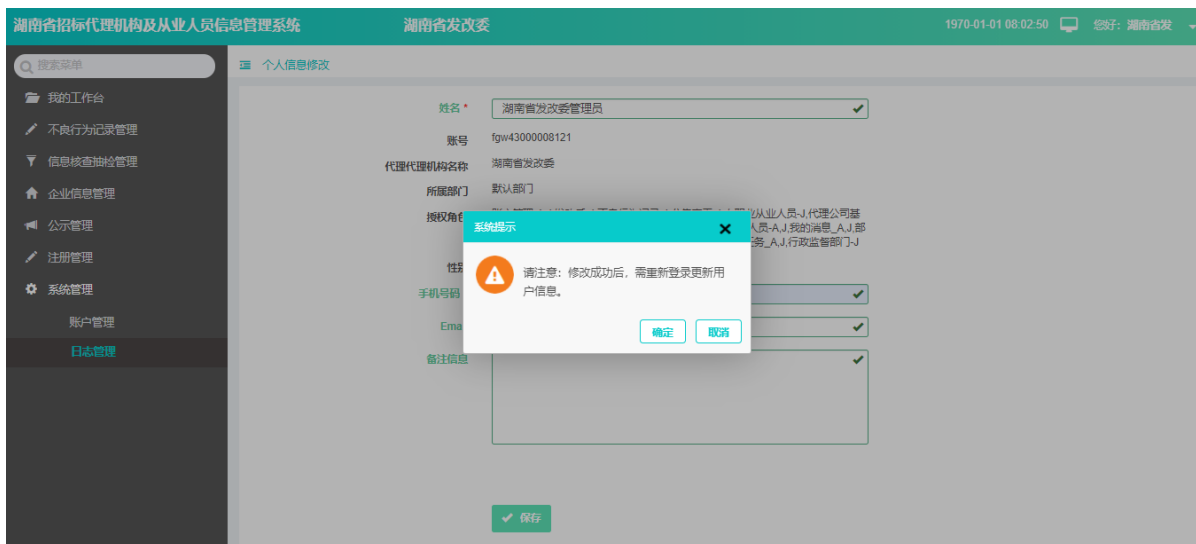 湖南省招标代理机构及从业人员信息管理系统
湖南省发改委
1970-01-01 08:02:50
您好: 湖南省发
搜索菜单
个人信息修改
我的工作台
不良行为记录管理
信息核查抽检管理
企业信息管理
公示管理
注册管理
系统管理
账户管理
日志管理
姓名 *
湖南省发改委管理员
账号
fgw43000008121
代理代理机构名称
湖南省发改委
所属部门
默认部门
授权角色
业从业人员-J,代理公司基
人员-A,J,我的消息_A,J,部
务_A,J,行政监督部门-J
性别
手机号码
Ema
备注信息
系统提示
请注意：修改成功后，需重新登录更新用
户信息。
确定
取消
保存